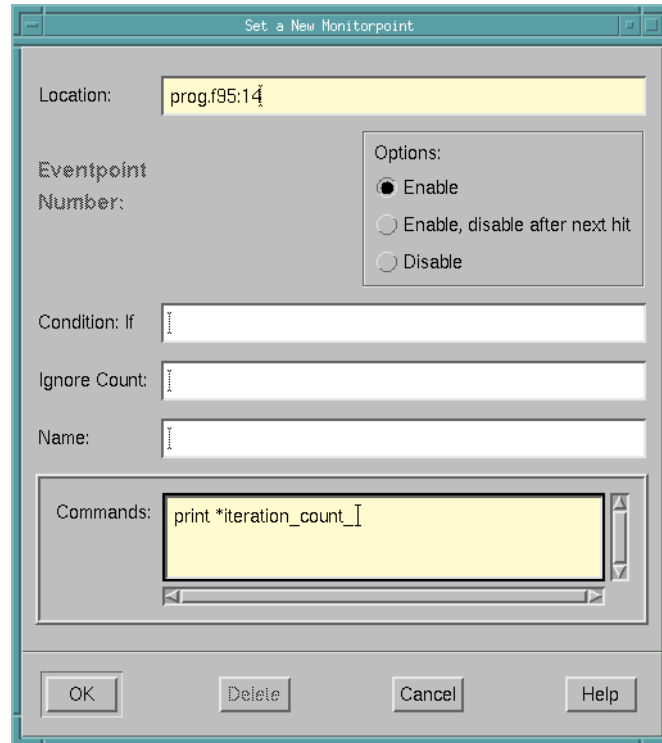 Set a New Monitorpoint
Location: prog.f95:14
Eventpoint
Number:
Options:
Enable
Enable, disable after next hit
Disable
Condition: If
Ignore Count:
Name:
Commands: print *iteration_count_
OK Delete Cancel Help